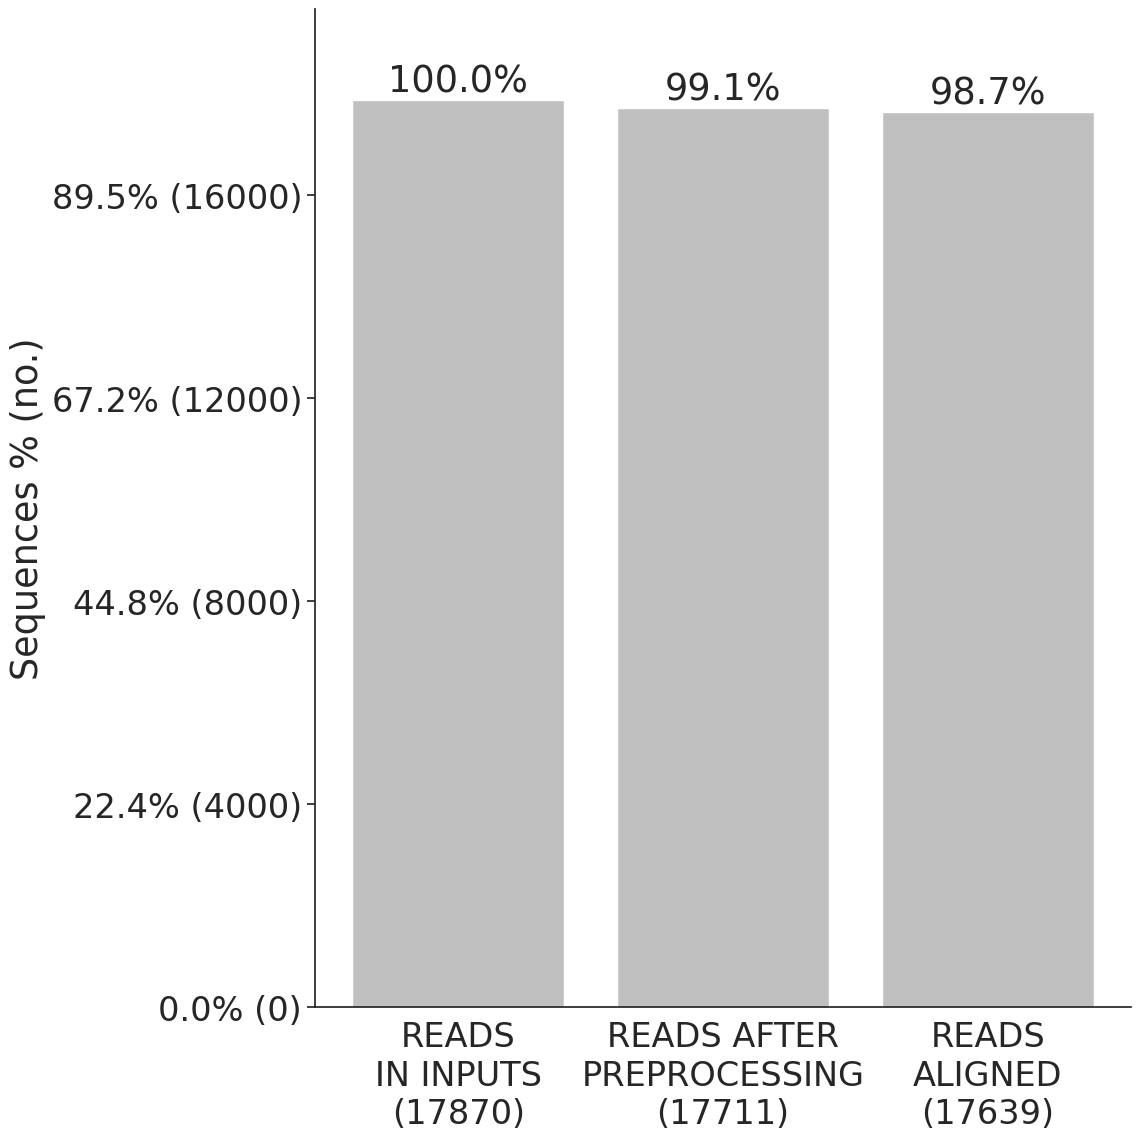 100.0%
99.1%
98.7%
89.5% (16000)
67.2% (12000)
44.8% (8000)
22.4% (4000)
0.0% (0)
Sequences % (no.)
READS
IN INPUTS
(17870)
READS AFTER
PREPROCESSING
(17711)
READS
ALIGNED
(17639)